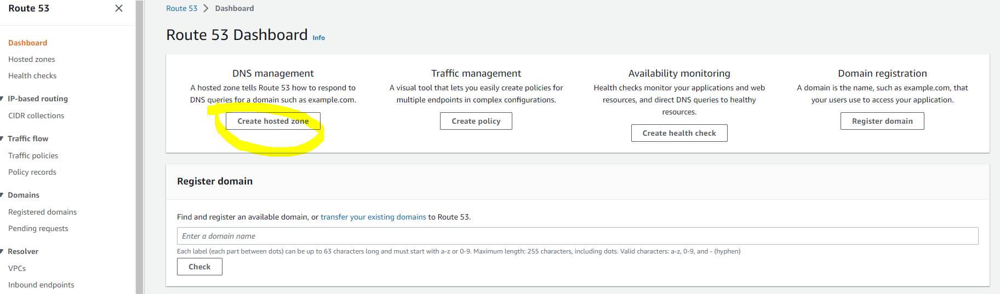 Route 53
Dashboard
Hosted zones
Health checks
IP-based routing
CIDR collections
Traffic flow
Traffic policies
Policy records
Domains
Registered domains
Pending requests
Resolver
VPCs
Inbound endpoints
Route 53 > Dashboard
Route 53 Dashboard Info
DNS management
A hosted zone tells Route 53 how to respond to
DNS queries for a domain such as example.com.
Create hosted zone
Traffic management
A visual tool that lets you easily create policies for
multiple endpoints in complex configurations.
Create policy
Availability monitoring
Health checks monitor your applications and web
resources, and direct DNS queries to healthy
resources.
Create health check
Domain registration
A domain is the name, such as example.com, that
your users use to access your application.
Register domain
Register domain
Find and register an available domain, or transfer your existing domains to Route 53.
Enter a domain name
Each label (each part between dots) can be up to 63 characters long and must start with a-z or 0-9. Maximum length: 255 characters, including dots. Valid characters: a-z, 0-9, and - (hyphen)
Check